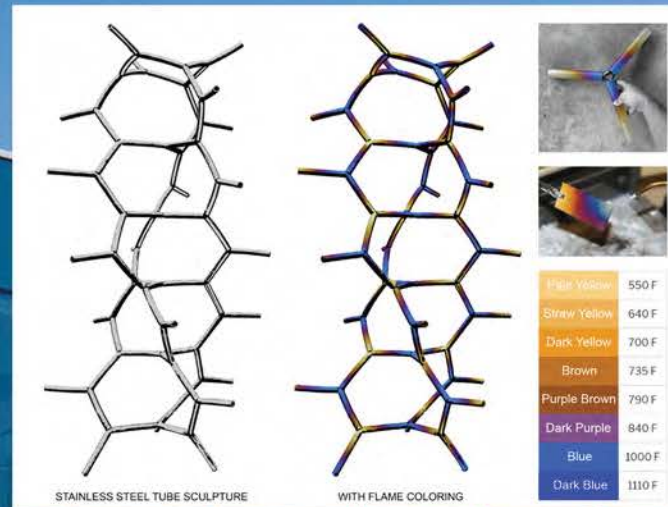 Pale Yellow 550 F
Straw Yellow 640 F
Dark Yellow 700 F
Brown 735 F
Purple Brown 790 F
Dark Purple 840 F
Blue 1000 F
Dark Blue 1110 F
STAINLESS STEEL TUBE SCULPTURE
WITH FLAME COLORING